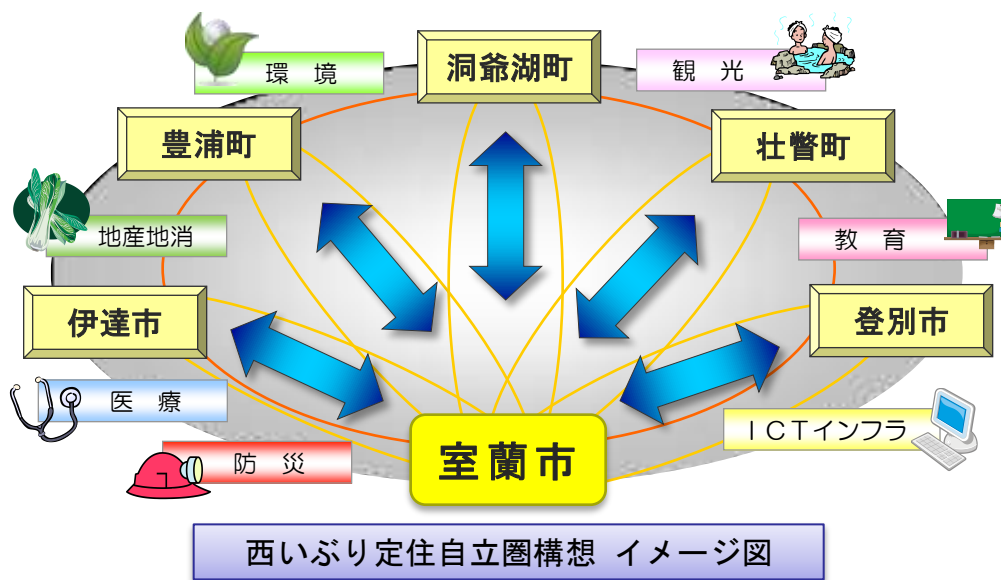 洞爺湖町
環 境
観 光
豊浦町
壮瞥町
地産地消
教 育
伊達市
登別市
医 療
ICTインフラ
防 災
室蘭市
西いぶり定住自立圏構想 イメージ図